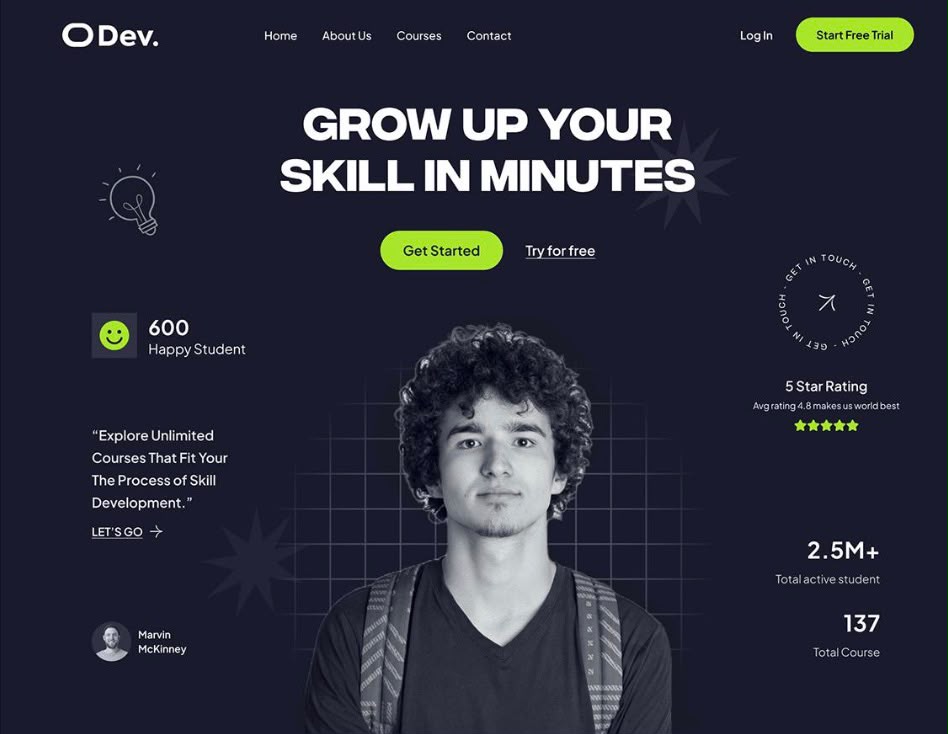 Dev.
Home
About Us
Courses
Contact
Log In
Start Free Trial
GROW UP YOUR
SKILL IN MINUTES
Get Started
Try for free
GET IN TOUCH - GET IN TOUCH - GET IN TOUCH -
600
Happy Student
5 Star Rating
Avg rating 4.8 makes us world best
“Explore Unlimited
Courses That Fit Your
The Process of Skill
Development.”
LET'S GO
2.5M+
Total active student
137
Total Course
Marvin
McKinney